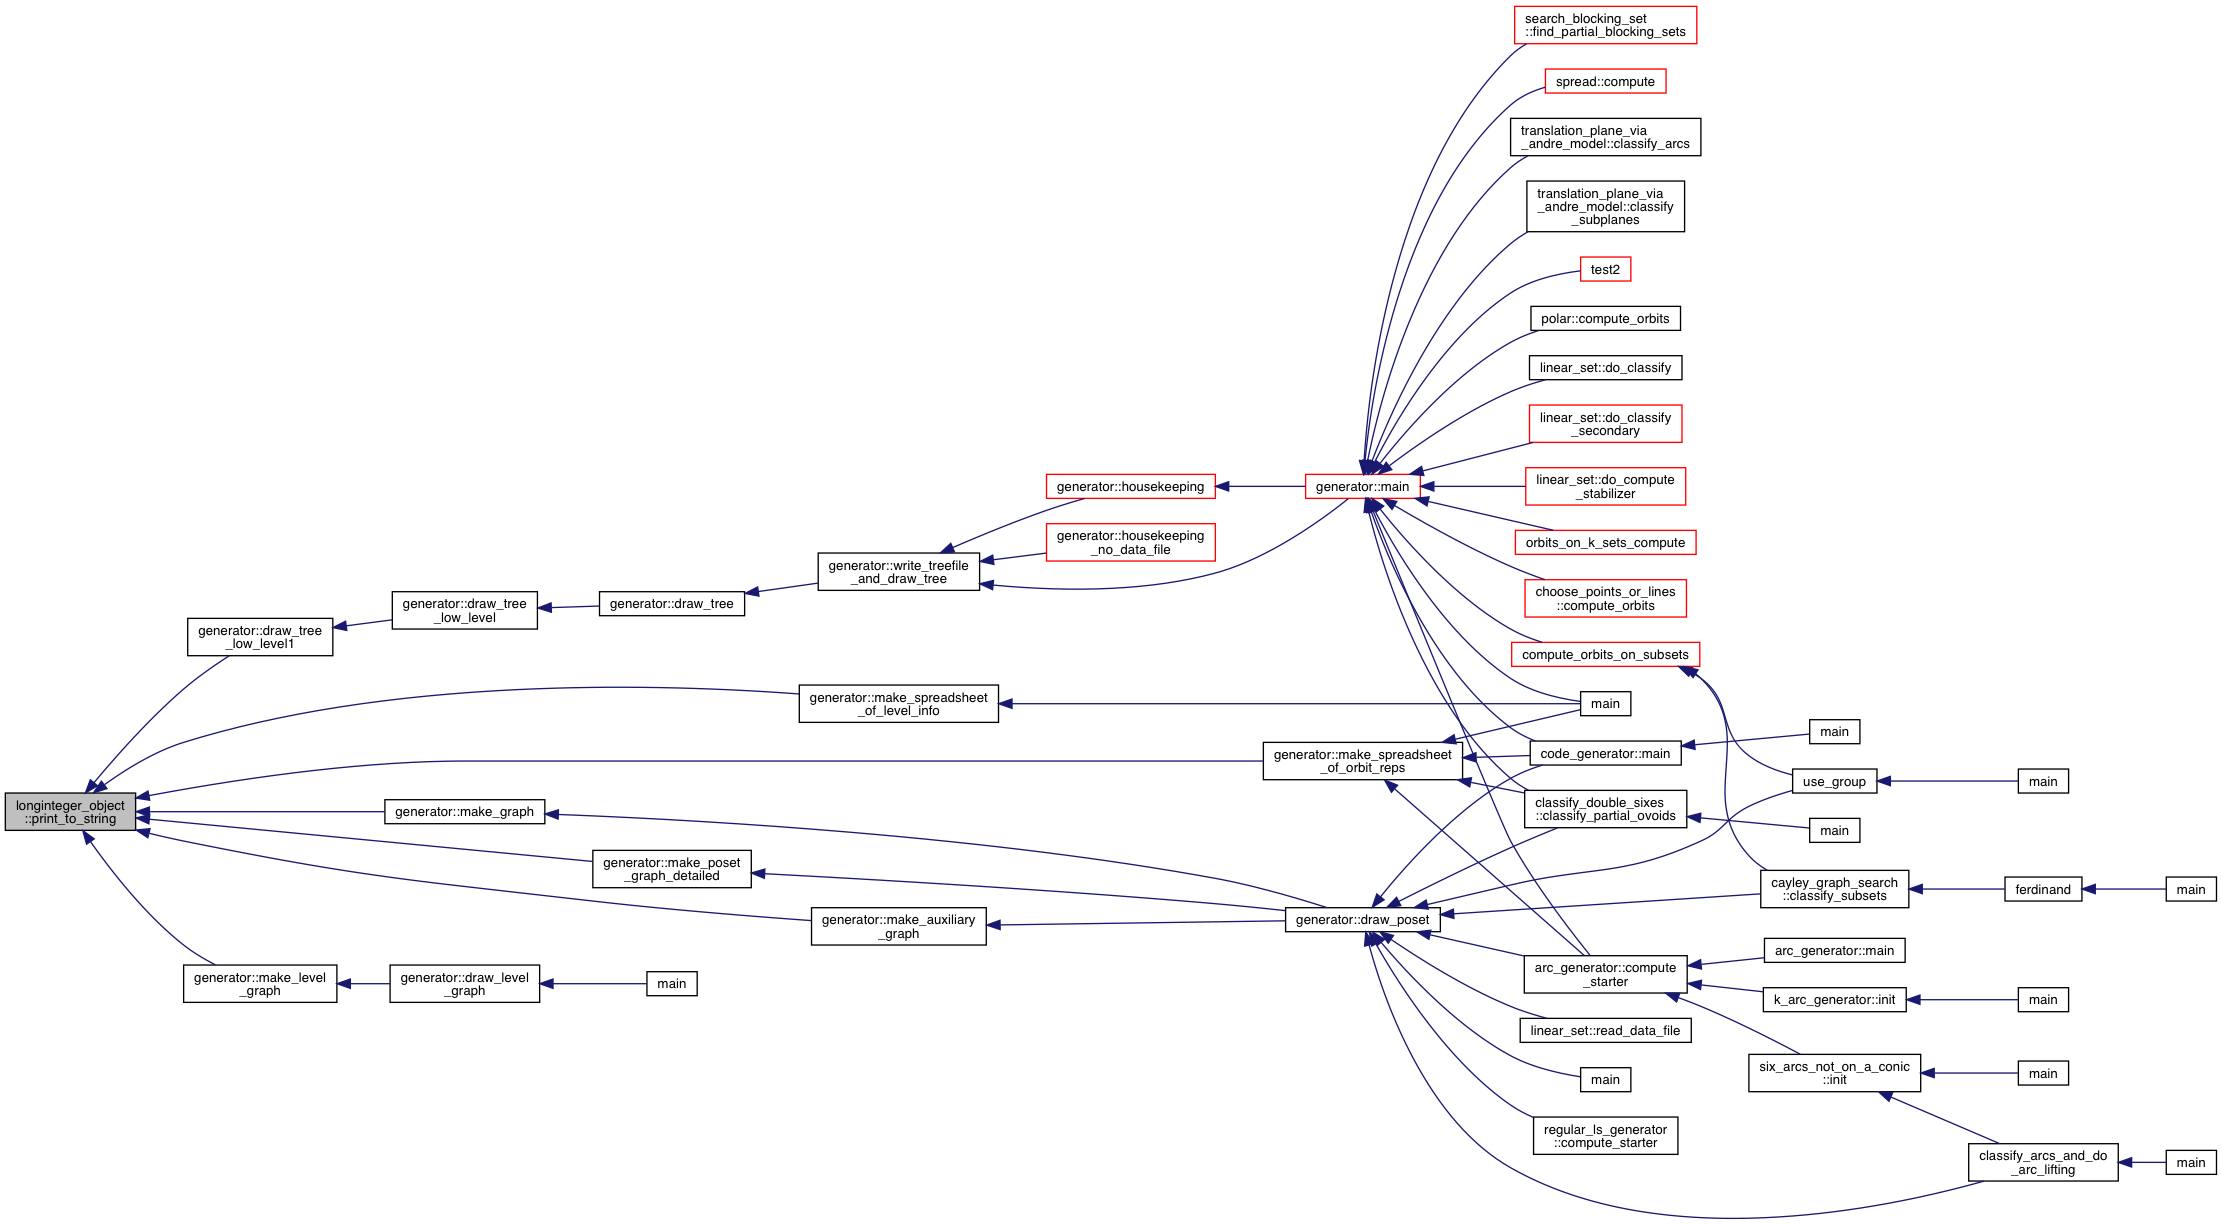 search_blocking_set
::find_partial_blocking_sets
spread::compute
translation_plane_via
_andre_model::classify_arcs
translation_plane_via
_andre_model::classify
_subplanes
test2
polar::compute_orbits
linear_set::do_classify
linear_set::do_classify
_secondary
generator::housekeeping
generator::main
linear_set::do_compute
_stabilizer
generator::housekeeping
_no_data_file
orbits_on_k_sets_compute
generator::write_treefile
_and_draw_tree
choose_points_or_lines
::compute_orbits
generator::draw_tree
_low_level
generator::draw_tree
generator::draw_tree
_low_level1
compute_orbits_on_subsets
generator::make_spreadsheet
_of_level_info
main
main
generator::make_spreadsheet
_of_orbit_reps
code_generator::main
use_group
main
longinteger_object
::print_to_string
generator::make_graph
classify_double_sixes
::classify_partial_ovoids
main
generator::make_poset
_graph_detailed
cayley_graph_search
::classify_subsets
ferdinand
main
generator::make_auxiliary
_graph
generator::draw_poset
arc_generator::main
generator::make_level
_graph
generator::draw_level
_graph
main
arc_generator::compute
_starter
k_arc_generator::init
main
linear_set::read_data_file
six_arcs_not_on_a_conic
::init
main
main
regular_ls_generator
::compute_starter
classify_arcs_and_do
_arc_lifting
main